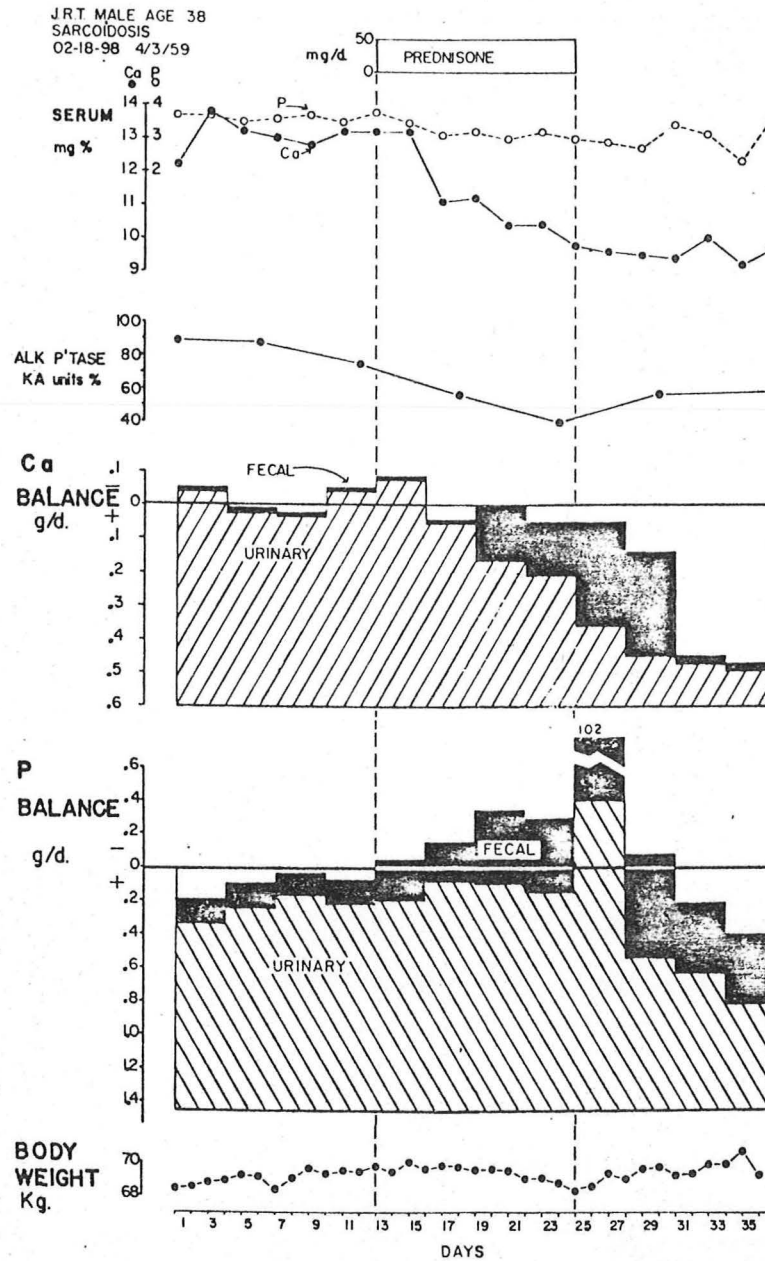 J.R.T. MALE AGE 38
SARCOIDOSIS
02-18-98 4/3/59
mg/d.
50
0
PREDNISONE
Ca P
SERUM
mg %
14 4
13 3
12 2
11
10
9
P
Ca
ALK P'TASE
KA units %
100
80
60
40
Ca
BALANCE
g/d.
.1
–
0
+
.1
.2
.3
.4
.5
.6
FECAL
URINARY
P
BALANCE
g/d.
102
.6
.4
.2
–
0
+
.2
.4
.6
.8
1.0
1.2
1.4
FECAL
URINARY
BODY
WEIGHT
Kg.
70
68
1 3 5 7 9 11 13 15 17 19 21 23 25 27 29 31 33 35
DAYS